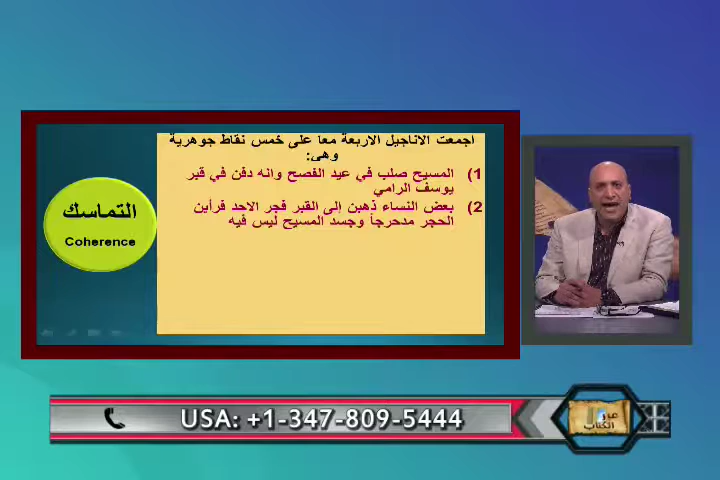 اجمعت الاناجيل الاربعة معا على خمس نقاط جوهرية
وهى:
1) المسيح صلب في عيد الفصح وانه دفن في قبر
يوسف الرامي
2) بعض النساء ذهبن إلى القبر فجر الاحد فرأين
الحجر مدحرجاً وجسد المسيح ليس فيه
التماسك
Coherence
USA: +1-347-809-5444
الكتاب